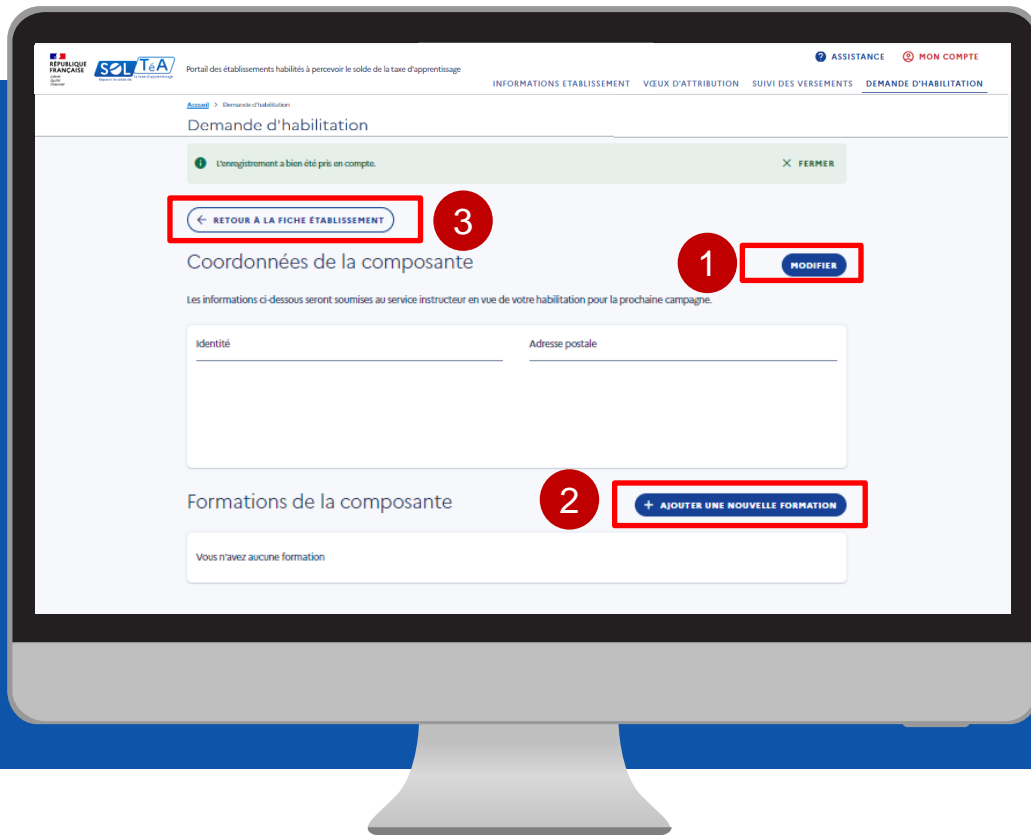 ASSISTANCE
MON COMPTE
RÉPUBLIQUE
FRANÇAISE
SOLTéA
Portail des établissements habilités à percevoir le solde de la taxe d'apprentissage
INFORMATIONS ETABLISSEMENT
VŒUX D'ATTRIBUTION
SUIVI DES VERSEMENTS
DEMANDE D'HABILITATION
Accueil > Demande d'habilitation
Demande d'habilitation
L'enregistrement a bien été pris en compte.
FERMER
RETOUR À LA FICHE ÉTABLISSEMENT
3
Coordonnées de la composante
1
MODIFIER
Les informations ci-dessous seront soumises au service instructeur en vue de votre habilitation pour la prochaine campagne.
Identité
Adresse postale
Formations de la composante
2
+ AJOUTER UNE NOUVELLE FORMATION
Vous n'avez aucune formation